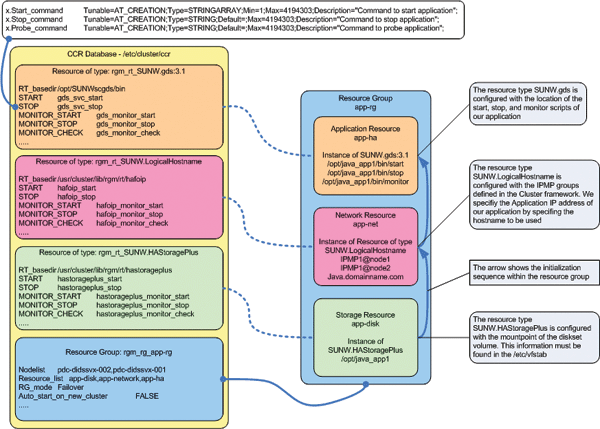 x.Start_command Tunable=AT_CREATION;Type=STRINGARRAY;Min=1;Max=4194303;Description="Command to start application";
x.Stop_command Tunable=AT_CREATION;Type=STRING;Default=;Max=4194303;Description="Command to stop application";
x.Probe_command Tunable=AT_CREATION;Type=STRING;Default=;Max=4194303;Description="Command to probe application";
CCR Database - /etc/cluster/ccr
Resource of type: rgm_rt_SUNW.gds:3.1
RT_basedir/opt/SUNWscgds/bin
START gds_svc_start
STOP gds_svc_stop
MONITOR_START gds_monitor_start
MONITOR_STOP gds_monitor_stop
MONITOR_CHECK gds_monitor_check
.....
Resource of type: rgm_rt_SUNW.LogicalHostname
RT_basedir/usr/cluster/lib/rgm/rt/hafoip
START hafoip_start
STOP hafoip_stop
MONITOR_START hafoip_monitor_start
MONITOR_STOP hafoip_monitor_stop
MONITOR_CHECK hafoip_monitor_check
.....
Resource of type: rgm_rt_SUNW.HAStoragePlus
RT_basedir/usr/cluster/lib/rgm/rt/hastorageplus
START hastorageplus_start
STOP hastorageplus_stop
MONITOR_START hastorageplus_monitor_start
MONITOR_STOP hastorageplus_monitor_stop
MONITOR_CHECK hastorageplus_monitor_check
.....
Resource Group: rgm_rg_app-rg
Nodelist pdc-didssvx-002,pdc-didssvx-001
Resource_list app-disk,app-network,app-ha
RG_mode Failover
Auto_start_on_new_cluster FALSE
.....
Resource Group
app-rg
Application Resource
app-ha
Instance of SUNW.gds:3.1
/opt/java_app1/bin/start
/opt/java_app1/bin/stop
/opt/java_app1/bin/monitor
Network Resource
app-net
Instance of Resource of type
SUNW.LogicalHostname
IPMP1@node1
IPMP1@node2
Java.domainname.com
Storage Resource
app-disk
Instance of
SUNW.HAStoragePlus
/opt/java_app1
The resource type SUNW.gds is
configured with the location of the
start, stop, and monitor scripts of
our application
The resource type
SUNW.LogicalHostname is
configured with the IPMP groups
defined in the Cluster framework. We
specifiy the Application IP address of
our application by specifing the
hostname to be used
The arrow shows the initialization
sequence within the resource group
The resource type
SUNW.HAStoragePlus is configured
with the mountpoint of the diskset
volume. This information must be
found in the /etc/vfstab